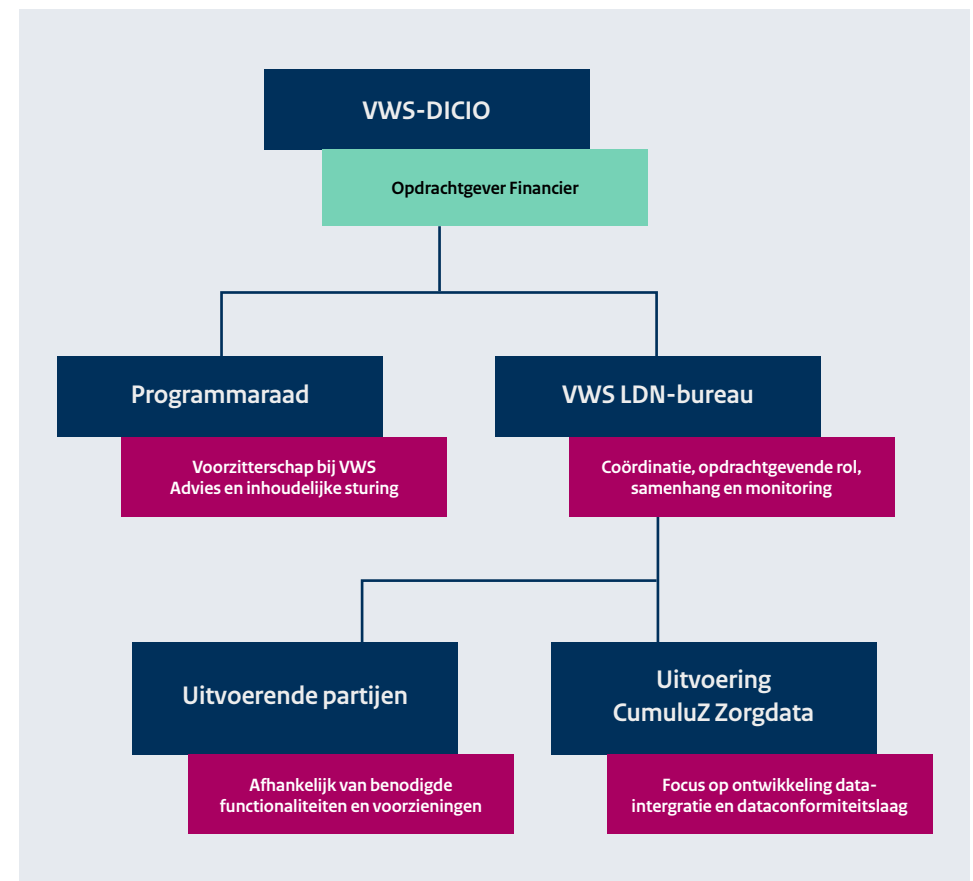 VWS-DICIO
Opdrachtgever Financier
Programmaraad
Voorzitterschap bij VWS
Advies en inhoudelijke sturing
VWS LDN-bureau
Coördinatie, opdrachtgevende rol,
samenhang en monitoring
Uitvoerende partijen
Afhankelijk van benodigde
functionaliteiten en voorzieningen
Uitvoering
CumuluZ Zorgdata
Focus op ontwikkeling data-
intergratie en dataconformiteitslaag